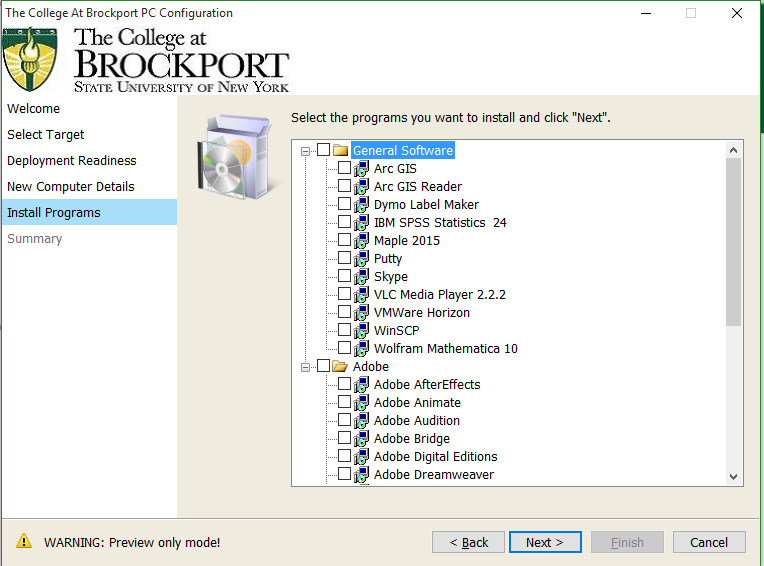 The College At Brockport PC Configuration
1835
The College at
BROCKPORT
STATE UNIVERSITY OF NEW YORK
Welcome
Select Target
Deployment Readiness
New Computer Details
Install Programs
Summary
Select the programs you want to install and click "Next".
General Software
Arc GIS
Arc GIS Reader
Dymo Label Maker
IBM SPSS Statistics 24
Maple 2015
Putty
Skype
VLC Media Player 2.2.2
VMWare Horizon
WinSCP
Wolfram Mathematica 10
Adobe
Adobe AfterEffects
Adobe Animate
Adobe Audition
Adobe Bridge
Adobe Digital Editions
Adobe Dreamweaver
WARNING: Preview only mode!
< Back
Next >
Finish
Cancel